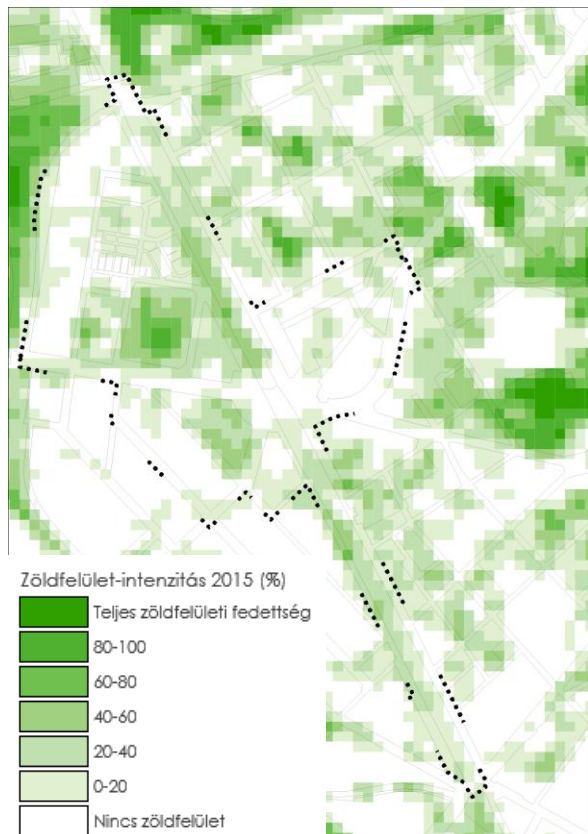 Zöldfelület-intenzitás 2015 (%)
Teljes zöldfelületi fedettség
80-100
60-80
40-60
20-40
0-20
Nincs zöldfelület